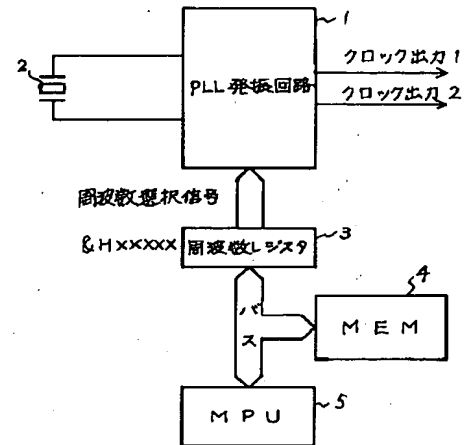 1
クロック出力1
2
PLL発振回路
クロック出力2
周波数選択信号
&H×××××
周波数レジスタ
3
4
バス
MEM
MPU
5